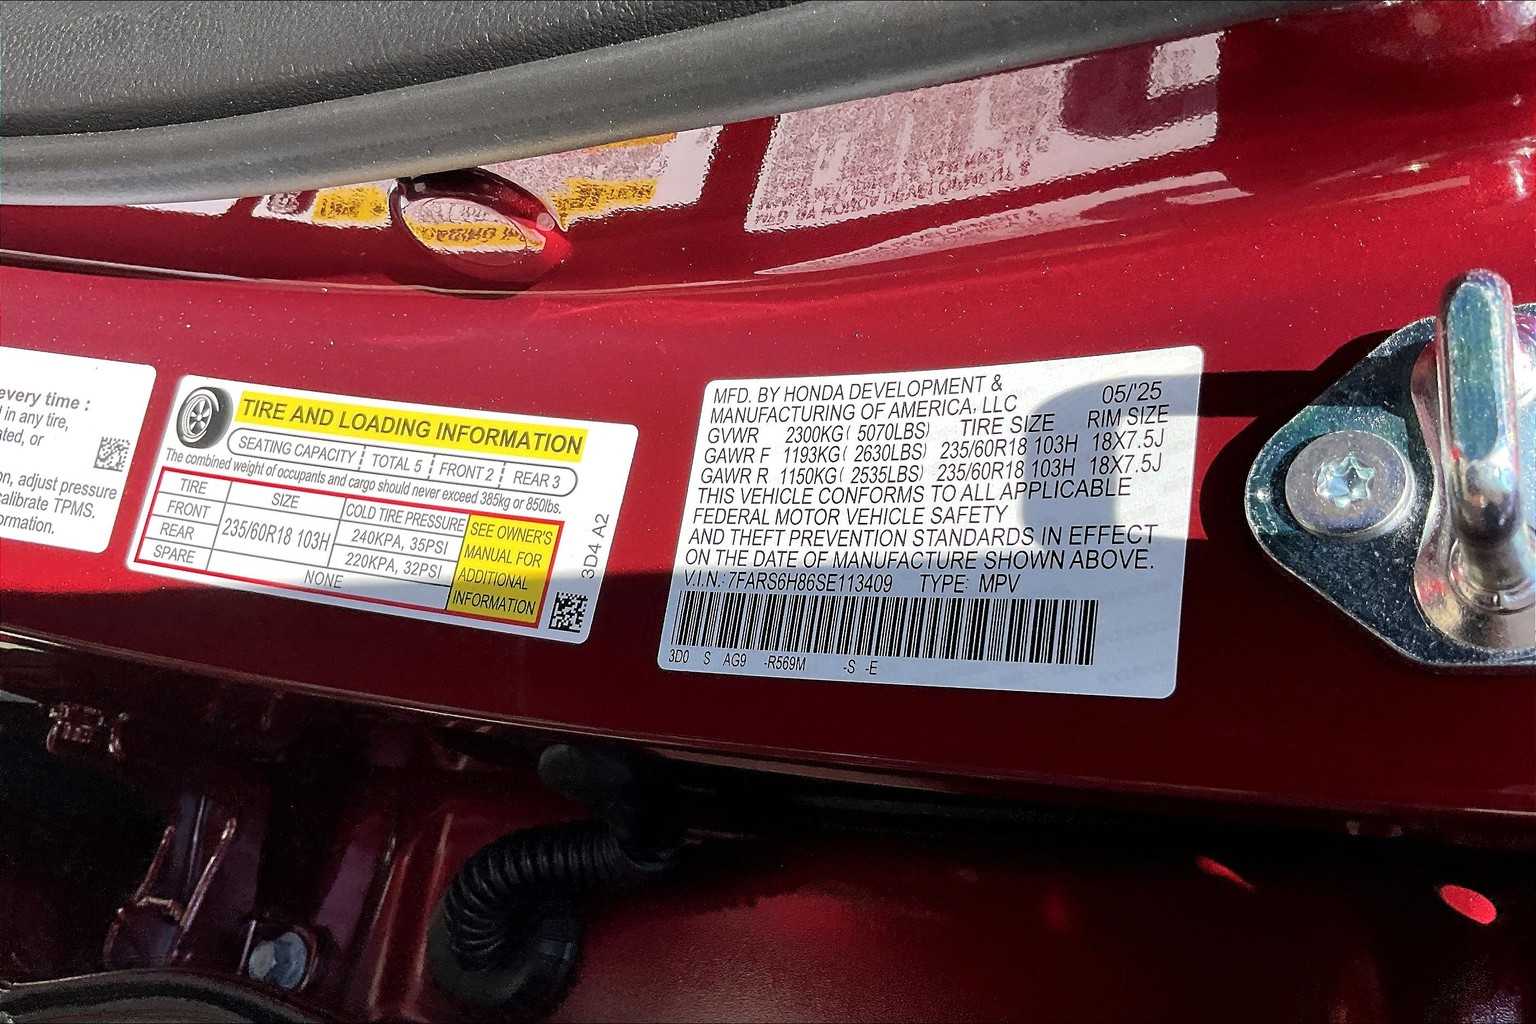 every time :
d in any tire,
ated, or
on, adjust pressure
calibrate TPMS.
ormation.
TIRE AND LOADING INFORMATION
SEATING CAPACITY TOTAL 5 FRONT 2 REAR 3
The combined weight of occupants and cargo should never exceed 385kg or 850lbs.
TIRE SIZE COLD TIRE PRESSURE
FRONT 235/60R18 103H 240KPA, 35PSI
REAR 220KPA, 32PSI
SPARE NONE
SEE OWNER'S
MANUAL FOR
ADDITIONAL
INFORMATION
3D4 A2
MFD. BY HONDA DEVELOPMENT & 05/'25
MANUFACTURING OF AMERICA, LLC
GVWR 2300KG( 5070LBS) TIRE SIZE RIM SIZE
GAWR F 1193KG( 2630LBS) 235/60R18 103H 18X7.5J
GAWR R 1150KG( 2535LBS) 235/60R18 103H 18X7.5J
THIS VEHICLE CONFORMS TO ALL APPLICABLE
FEDERAL MOTOR VEHICLE SAFETY
AND THEFT PREVENTION STANDARDS IN EFFECT
ON THE DATE OF MANUFACTURE SHOWN ABOVE.
V.I.N.: 7FARS6H86SE113409 TYPE: MPV
3D0 S AG9 -R569M -S -E